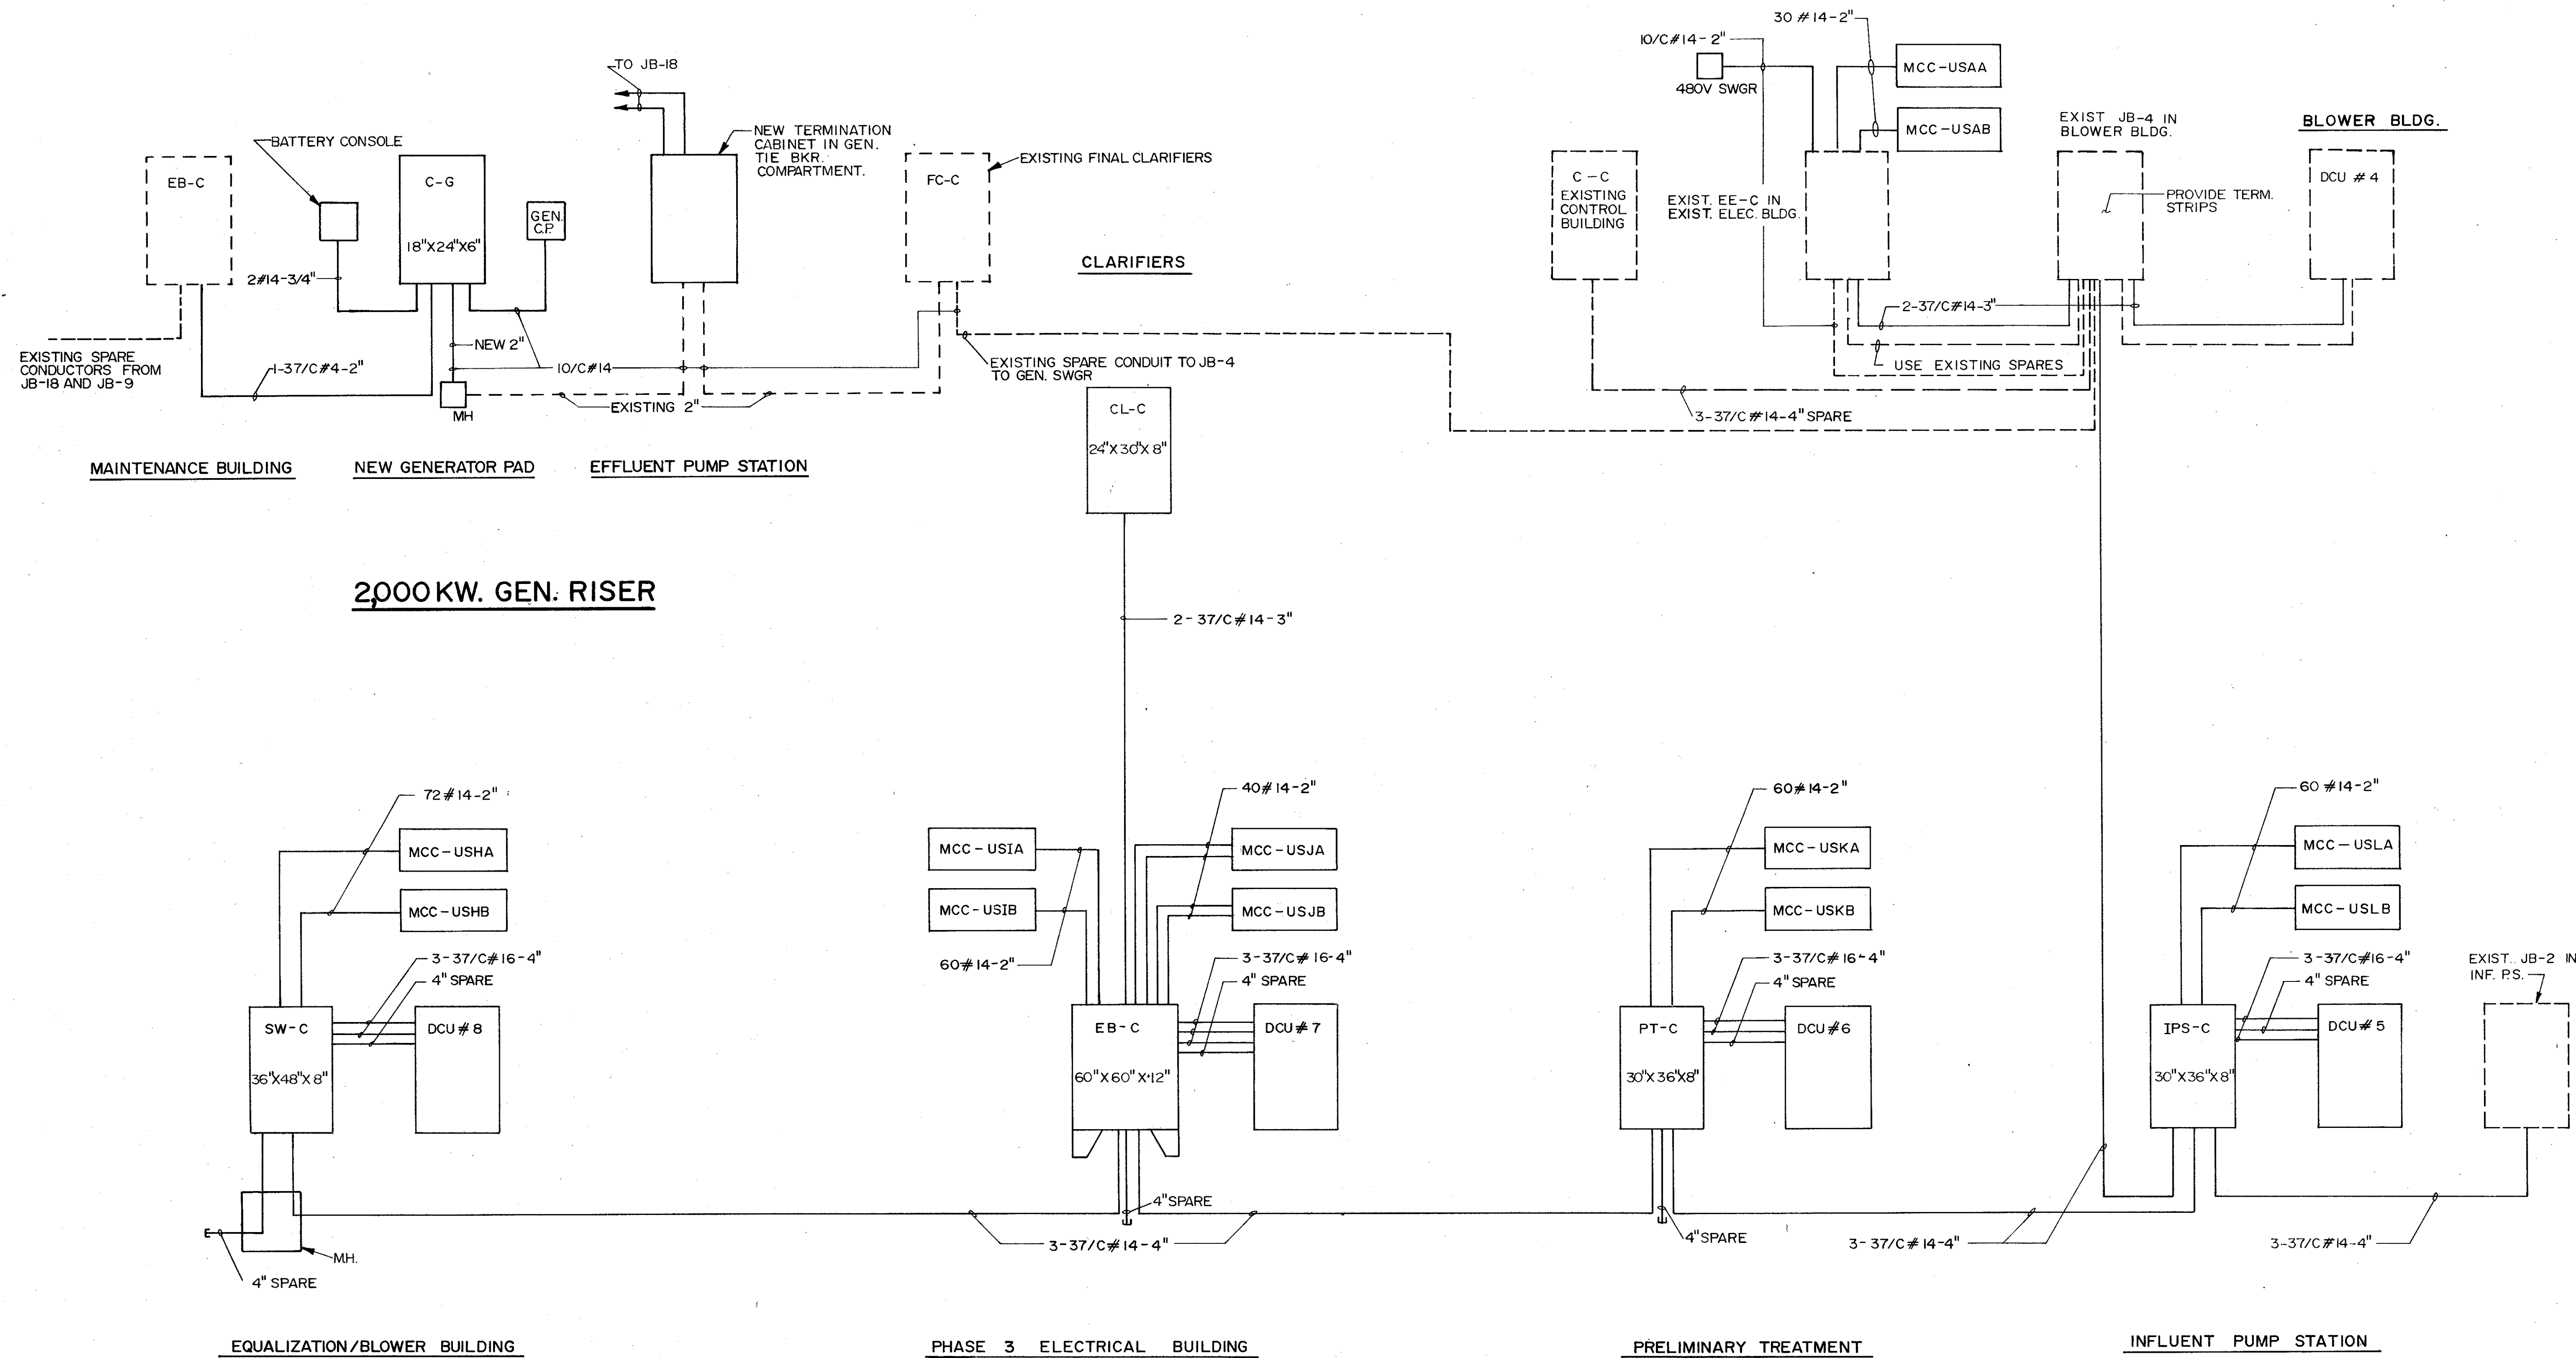 30 #14-2"
10/C#14-2"
TO JB-18
MCC-USAA
480V SWGR
BATTERY CONSOLE
NEW TERMINATION
CABINET IN GEN.
TIE BKR.
COMPARTMENT.
MCC-USAB
EXIST JB-4 IN
BLOWER BLDG.
BLOWER BLDG.
EB-C
C-G
18"X24"X6"
GEN.
C.P.
FC-C
EXISTING FINAL CLARIFIERS
C-C
EXISTING
CONTROL
BUILDING
EXIST. EE-C IN
EXIST. ELEC. BLDG.
PROVIDE TERM.
STRIPS
DCU #4
CLARIFIERS
2#14-3/4"
2-37/C#14-3"
NEW 2"
EXISTING SPARE
CONDUCTORS FROM
JB-18 AND JB-9
1-37/C#4-2"
10/C#14
EXISTING SPARE CONDUIT TO JB-4
TO GEN. SWGR
USE EXISTING SPARES
MH
EXISTING 2"
CL-C
24"X30"X8"
3-37/C#14-4" SPARE
MAINTENANCE BUILDING
NEW GENERATOR PAD
EFFLUENT PUMP STATION
2,000 KW. GEN. RISER
2-37/C#14-3"
72#14-2"
40#14-2"
60#14-2"
60#14-2"
MCC-USHA
MCC-USIA
MCC-USJA
MCC-USKA
MCC-USLA
MCC-USHB
MCC-USIB
MCC-USJB
MCC-USKB
MCC-USLB
3-37/C#16-4"
4" SPARE
60#14-2"
3-37/C#16-4"
4" SPARE
3-37/C#16-4"
4" SPARE
3-37/C#16-4"
4" SPARE
EXIST. JB-2 IN
INF. P.S.
SW-C
36"X48"X8"
DCU#8
EB-C
60"X60"X12"
DCU#7
PT-C
30"X36"X8"
DCU#6
IPS-C
30"X36"X8"
DCU#5
4" SPARE
4" SPARE
3-37/C#14-4"
3-37/C#14-4"
3-37/C#14-4"
M.H.
4" SPARE
EQUALIZATION/BLOWER BUILDING
PHASE 3 ELECTRICAL BUILDING
PRELIMINARY TREATMENT
INFLUENT PUMP STATION